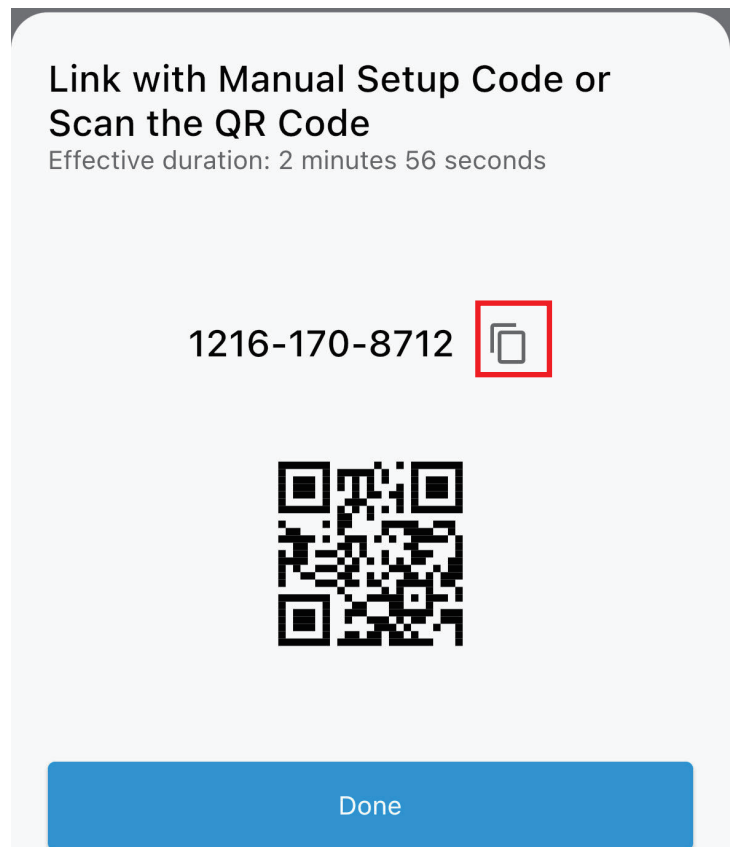 Link with Manual Setup Code or
Scan the QR Code
Effective duration: 2 minutes 56 seconds
1216-170-8712
Done